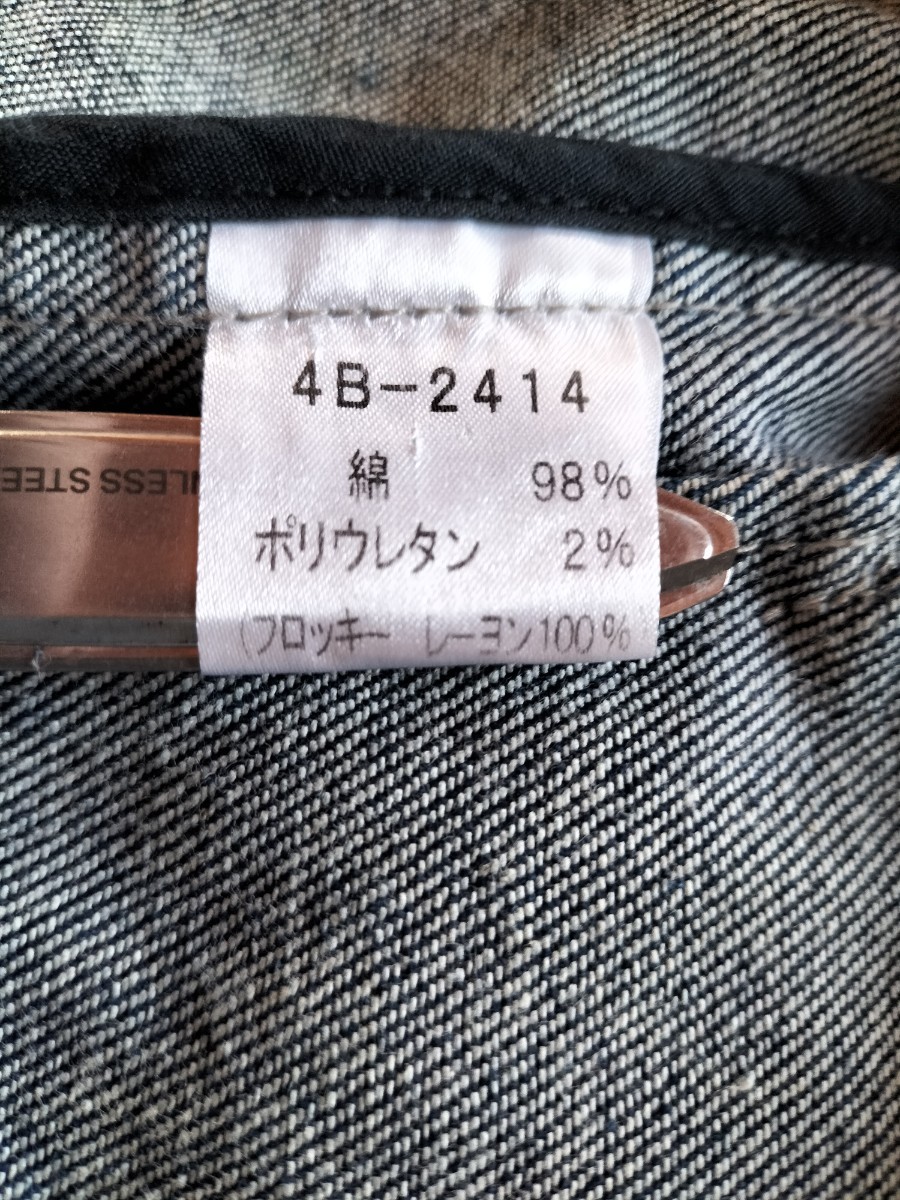 4B-2414
綿 98%
ポリウレタン 2%
(フロッキー レーヨン100%
NLESS STEE